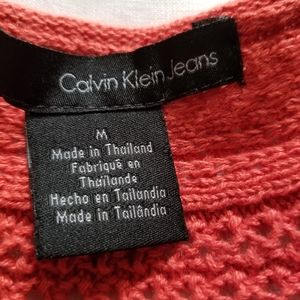 Calvin Klein Jeans
M
Made in Thailand
Fabriqué en
Thaïlande
Hecho en Tailandia
Made in Tailândia